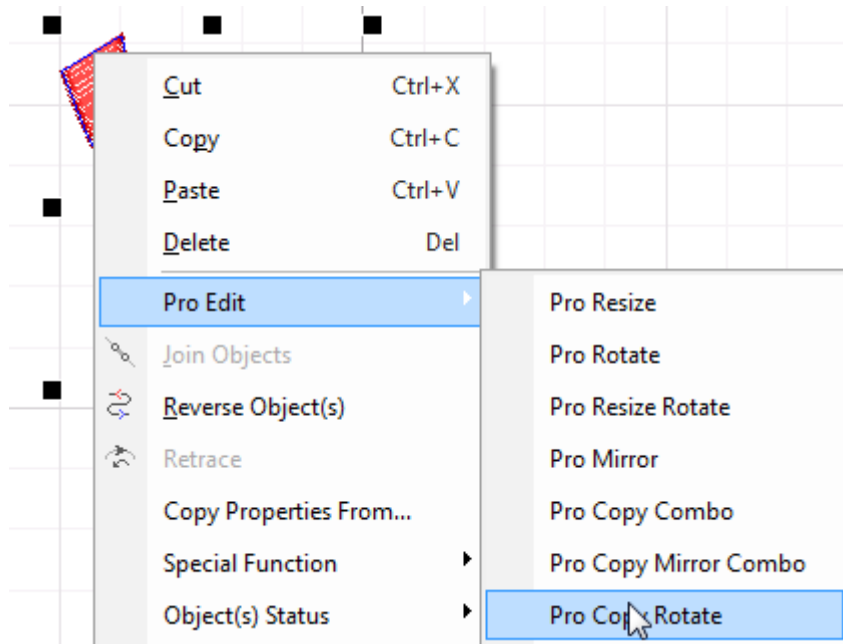 Cut Ctrl+X
Copy Ctrl+C
Paste Ctrl+V
Delete Del
Pro Edit
Join Objects
Reverse Object(s)
Retrace
Copy Properties From...
Special Function
Object(s) Status
Pro Resize
Pro Rotate
Pro Resize Rotate
Pro Mirror
Pro Copy Combo
Pro Copy Mirror Combo
Pro Copy Rotate